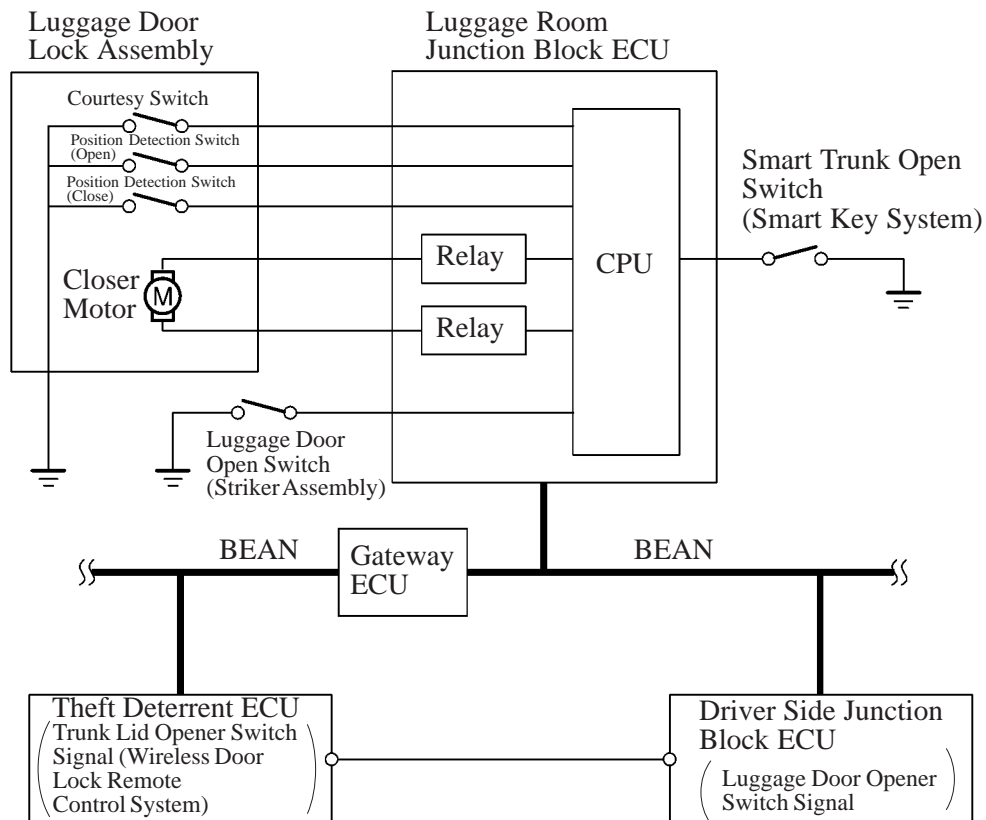 Luggage Door
Lock Assembly
Luggage Room
Junction Block ECU
Courtesy Switch
Position Detection Switch
(Open)
Position Detection Switch
(Close)
Closer
Motor
M
Relay
Relay
CPU
Smart Trunk Open
Switch
(Smart Key System)
Luggage Door
Open Switch
(Striker Assembly)
BEAN
Gateway
ECU
BEAN
Theft Deterrent ECU
(Trunk Lid Opener Switch
Signal (Wireless Door
Lock Remote
Control System))
Driver Side Junction
Block ECU
(Luggage Door Opener
Switch Signal)